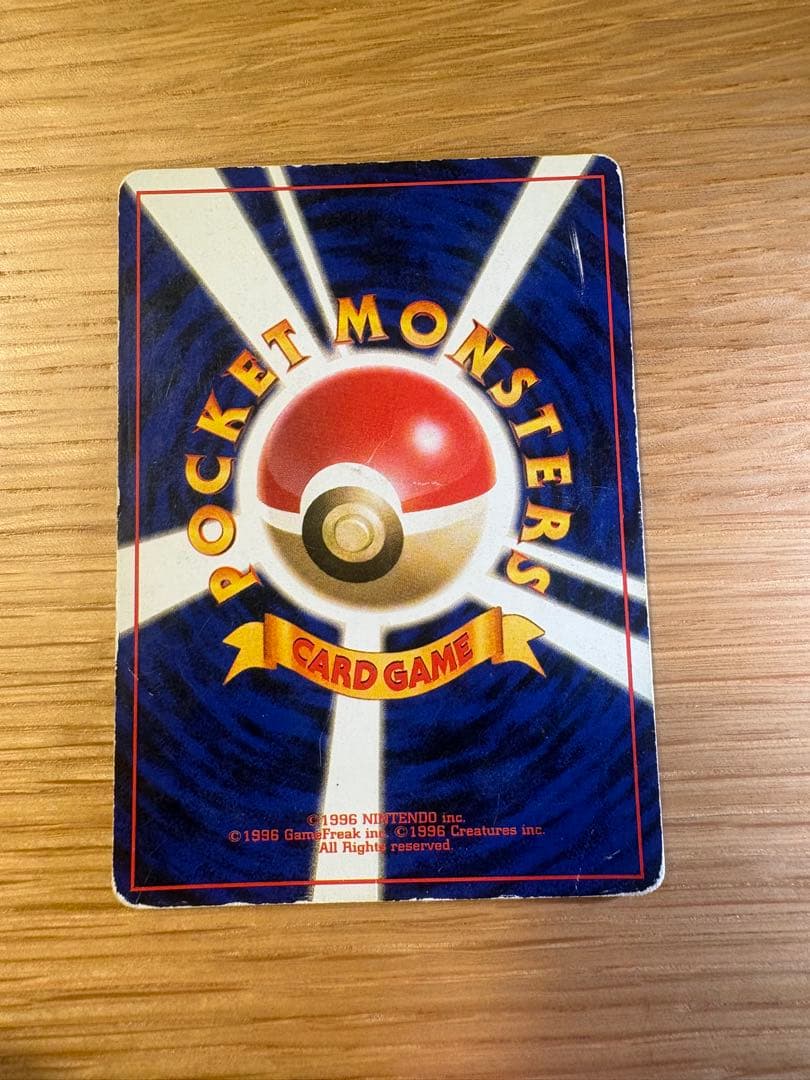 POCKET MONSTERS
CARD GAME
©1996 NINTENDO inc.
©1996 GameFreak inc. ©1996 Creatures inc.
All Rights reserved.